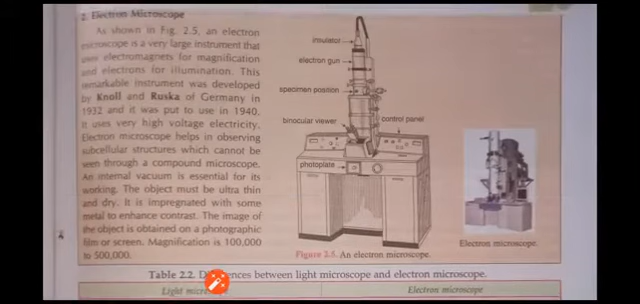 2. Electron Microscope
As shown in Fig. 2.5, an electron
microscope is a very large instrument that
uses electromagnets for magnification
and electrons for illumination. This
remarkable instrument was developed
by Knoll and Ruska of Germany in
1932 and it was put to use in 1940.
It uses very high voltage electricity.
Electron microscope helps in observing
subcellular structures which cannot be
seen through a compound microscope.
An internal vacuum is essential for its
working. The object must be ultra thin
and dry. It is impregnated with some
metal to enhance contrast. The image of
the object is obtained on a photographic
film or screen. Magnification is 100,000
to 500,000.
insulator
electron gun
specimen position
binocular viewer
control panel
photoplate
Figure 2.5. An electron microscope.
Electron microscope.
Table 2.2. Differences between light microscope and electron microscope.
Light
Electron microscope